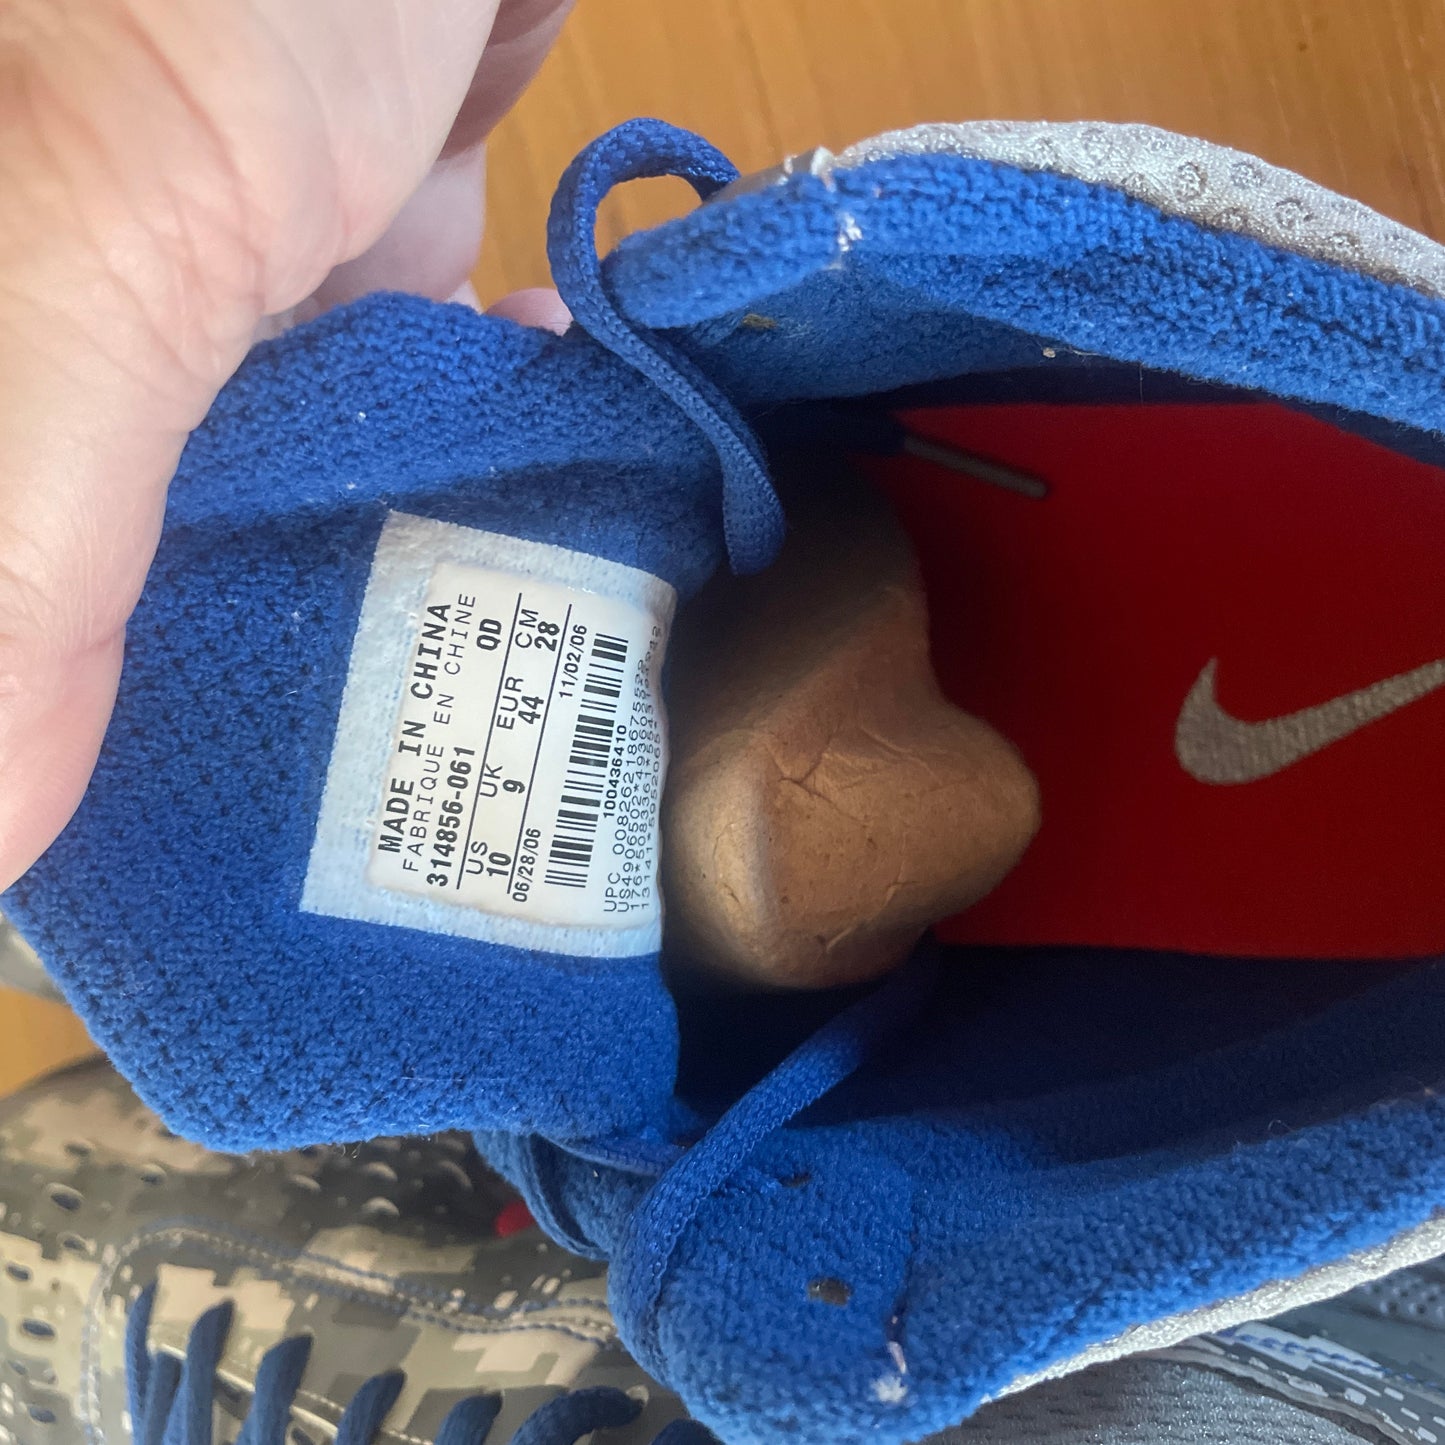 MADE IN CHINA
FABRIQUE EN CHINE
314856-061 QD
US UK EUR CM
10 9 44 28
06/28/06 11/02/06
100436410
UPC